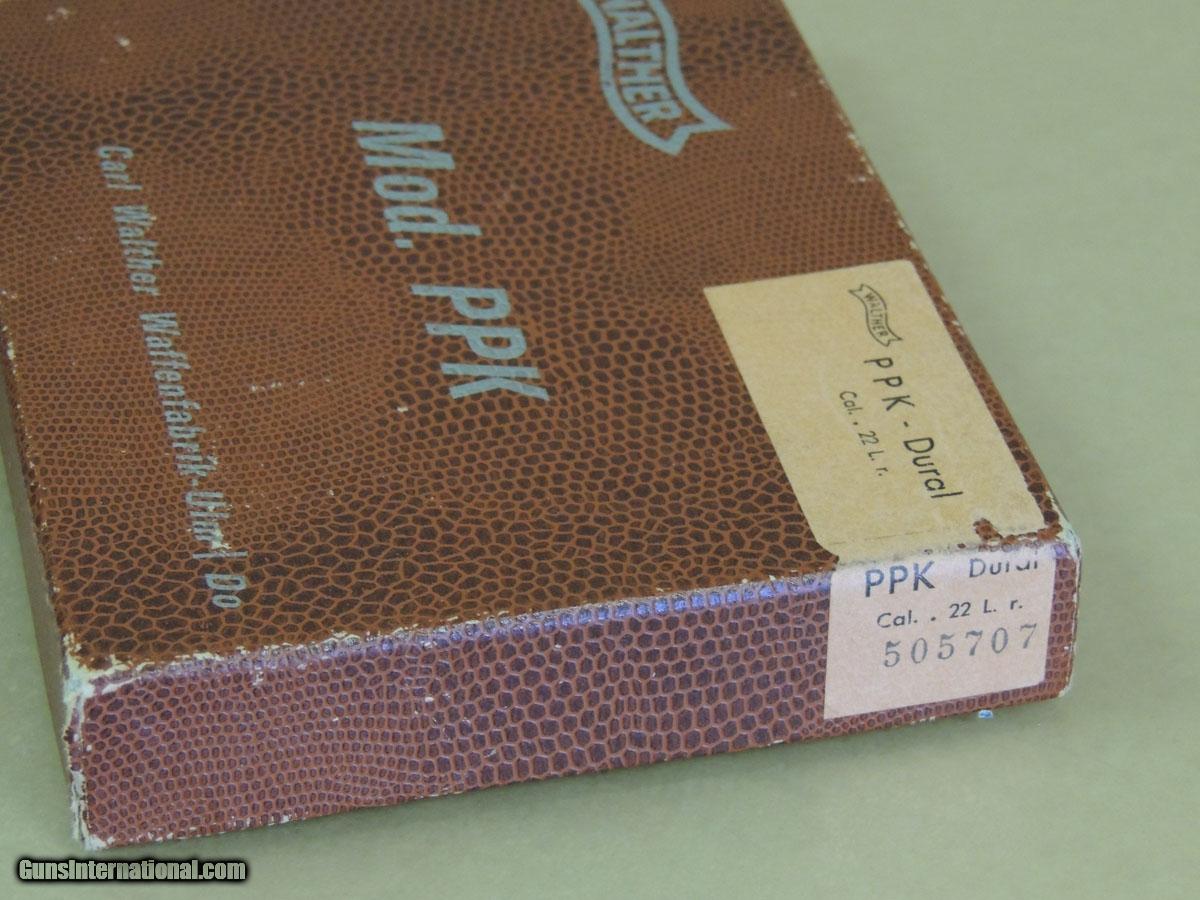 WALTHER
Mod. PPK
Carl Walther Waffenfabrik-Ulm/Do
WALTHER
PPK - Dural
Cal. . 22 L. r.
PPK Dural
Cal. . 22 L. r.
505707
GunsInternational.com